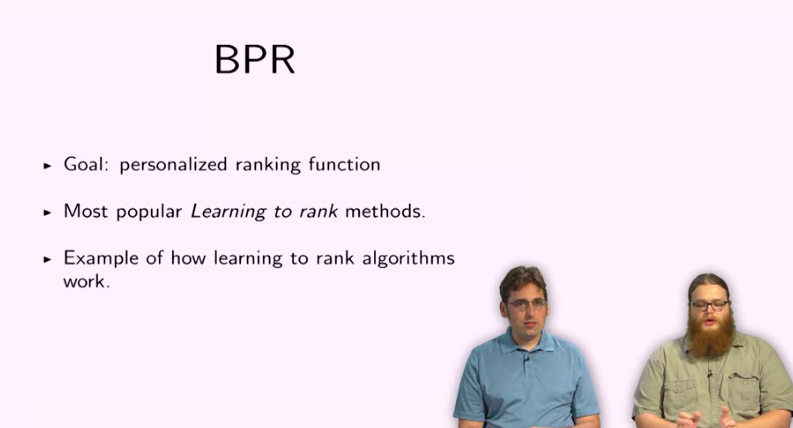 BPR
Goal: personalized ranking function
Most popular Learning to rank methods.
Example of how learning to rank algorithms
work.